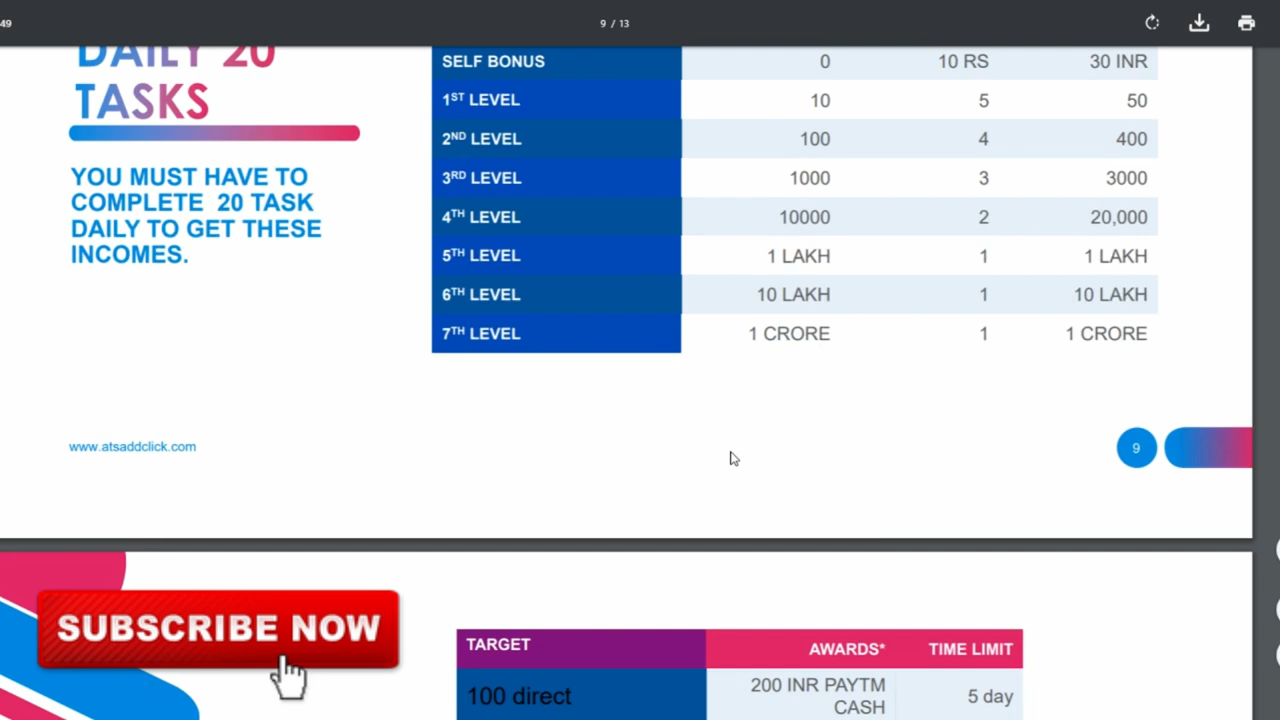 49
9 / 13
DAILY 20
TASKS
YOU MUST HAVE TO
COMPLETE 20 TASK
DAILY TO GET THESE
INCOMES.
SELF BONUS 0 10 RS 30 INR
1ST LEVEL 10 5 50
2ND LEVEL 100 4 400
3RD LEVEL 1000 3 3000
4TH LEVEL 10000 2 20,000
5TH LEVEL 1 LAKH 1 1 LAKH
6TH LEVEL 10 LAKH 1 10 LAKH
7TH LEVEL 1 CRORE 1 1 CRORE
www.atsaddclick.com
9
SUBSCRIBE NOW
TARGET AWARDS* TIME LIMIT
100 direct 200 INR PAYTM CASH 5 day